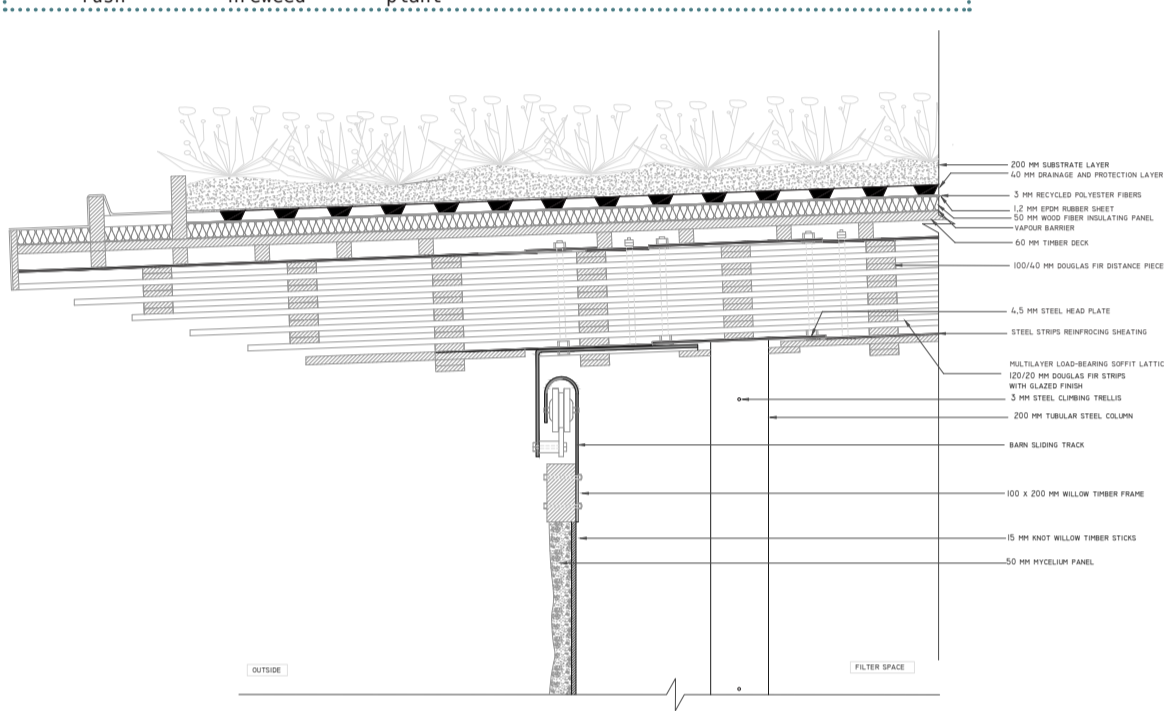 200 MM SUBSTRATE LAYER
40 MM DRAINAGE AND PROTECTION LAYER
3 MM RECYCLED POLYESTER FIBERS
1,2 MM EPDM RUBBER SHEET
50 MM WOOD FIBER INSULATING PANEL
VAPOUR BARRIER
60 MM TIMBER DECK
100/40 MM DOUGLAS FIR DISTANCE PIECE
4,5 MM STEEL HEAD PLATE
STEEL STRIPS REINFROCING SHEATING
MULTILAYER LOAD-BEARING SOFFIT LATTIC
120/20 MM DOUGLAS FIR STRIPS
WITH GLAZED FINISH
3 MM STEEL CLIMBING TRELLIS
200 MM TUBULAR STEEL COLUMN
BARN SLIDING TRACK
100 X 200 MM WILLOW TIMBER FRAME
15 MM KNOT WILLOW TIMBER STICKS
50 MM MYCELIUM PANEL
OUTSIDE
FILTER SPACE